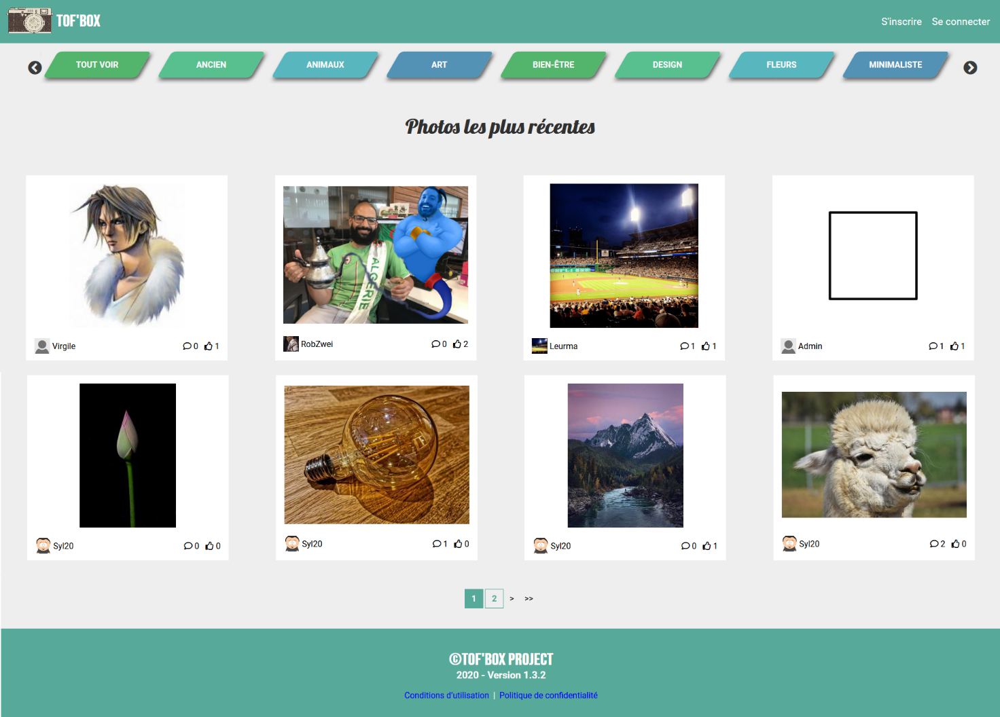 TOF'BOX
S'inscrire Se connecter
TOUT VOIR ANCIEN ANIMAUX ART BIEN-ÊTRE DESIGN FLEURS MINIMALISTE
Photos les plus récentes
ALGERIE
Virgile 0 1
RobZwei 0 2
Leurma 1 1
Admin 1 1
Syl20 0 0
Syl20 1 0
Syl20 0 1
Syl20 2 0
1 2 > >>
©TOF'BOX PROJECT
2020 - Version 1.3.2
Conditions d'utilisation | Politique de confidentialité